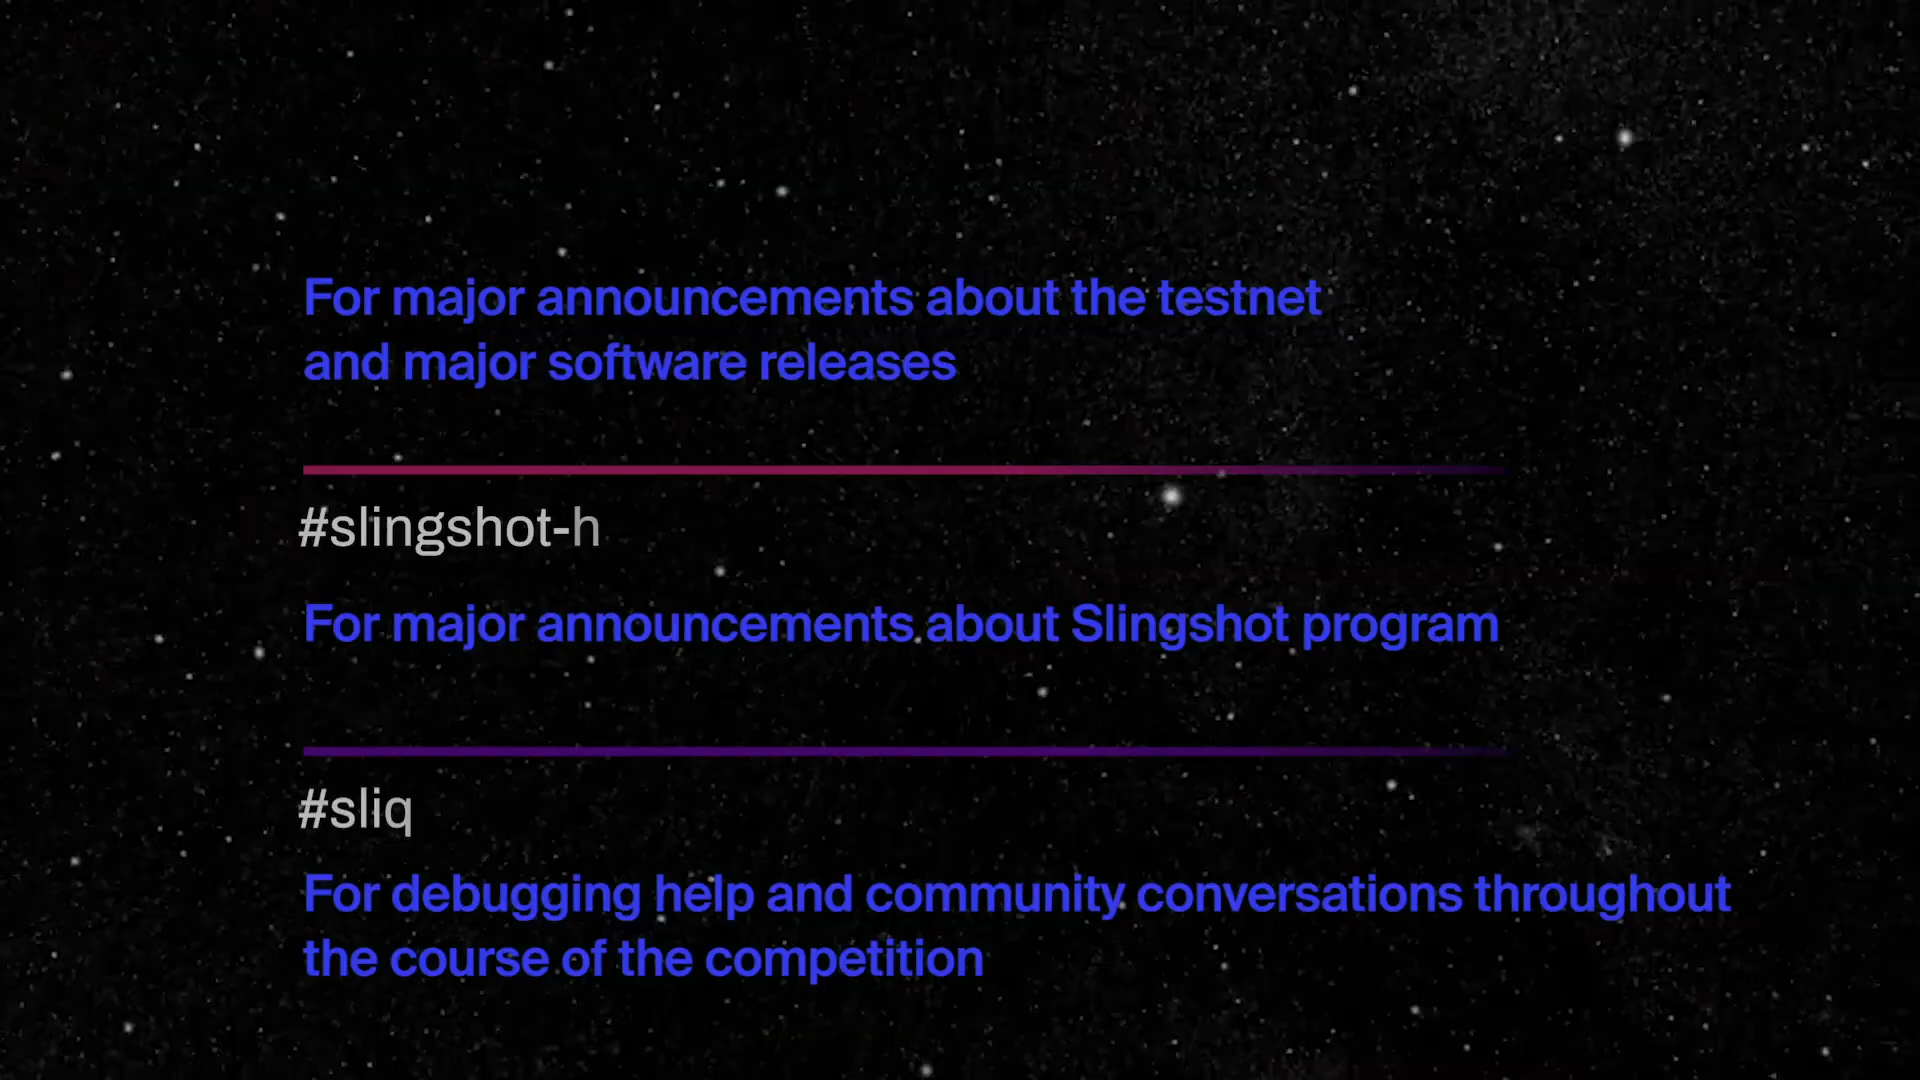 For major announcements about the testnet
and major software releases
#slingshot-h
For major announcements about Slingshot program
#sliq
For debugging help and community conversations throughout
the course of the competition